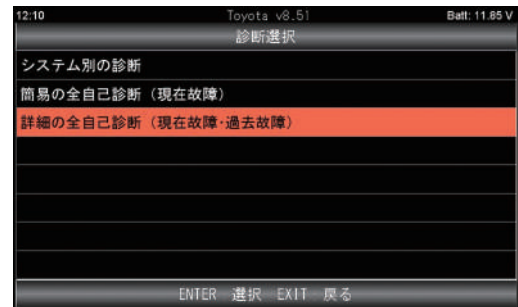 12:10 Toyota v8.51 Batt: 11.85 V
診断選択
システム別の診断
簡易の全自己診断（現在故障）
詳細の全自己診断（現在故障･過去故障）
ENTER 選択 EXIT 戻る